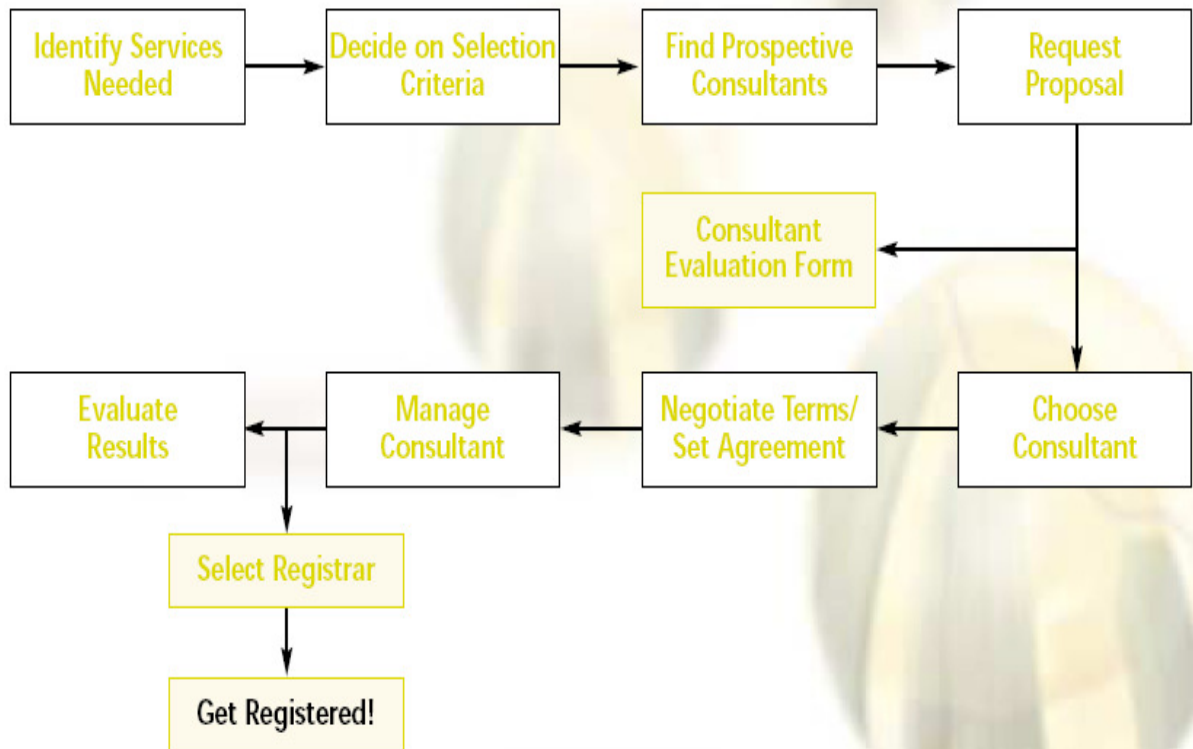 Identify Services
Needed
Decide on Selection
Criteria
Find Prospective
Consultants
Request
Proposal
Consultant
Evaluation Form
Choose
Consultant
Negotiate Terms/
Set Agreement
Manage
Consultant
Evaluate
Results
Select Registrar
Get Registered!